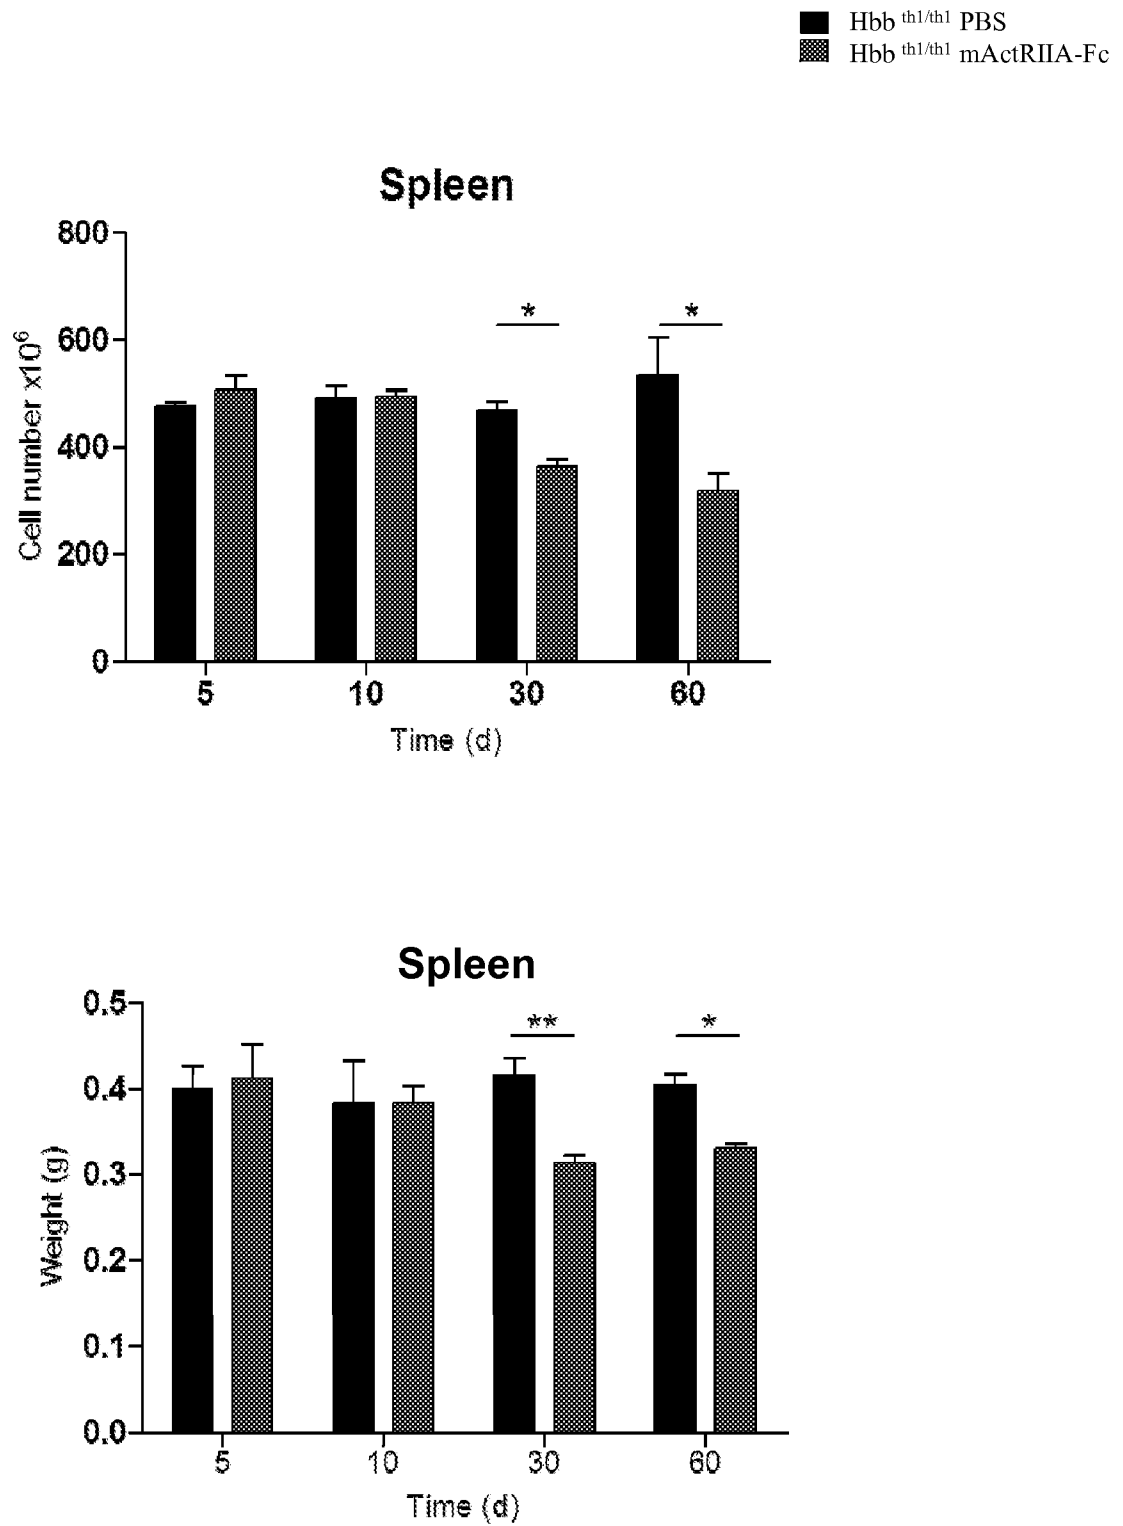 Hbb th1/th1 PBS
Hbb th1/th1 mActRIIA-Fc
Spleen
800
600
400
200
0
Cell number x10⁶
* *
5 10 30 60
Time (d)
Spleen
0.5
0.4
0.3
0.2
0.1
0.0
Weight (g)
** *
5 10 30 60
Time (d)